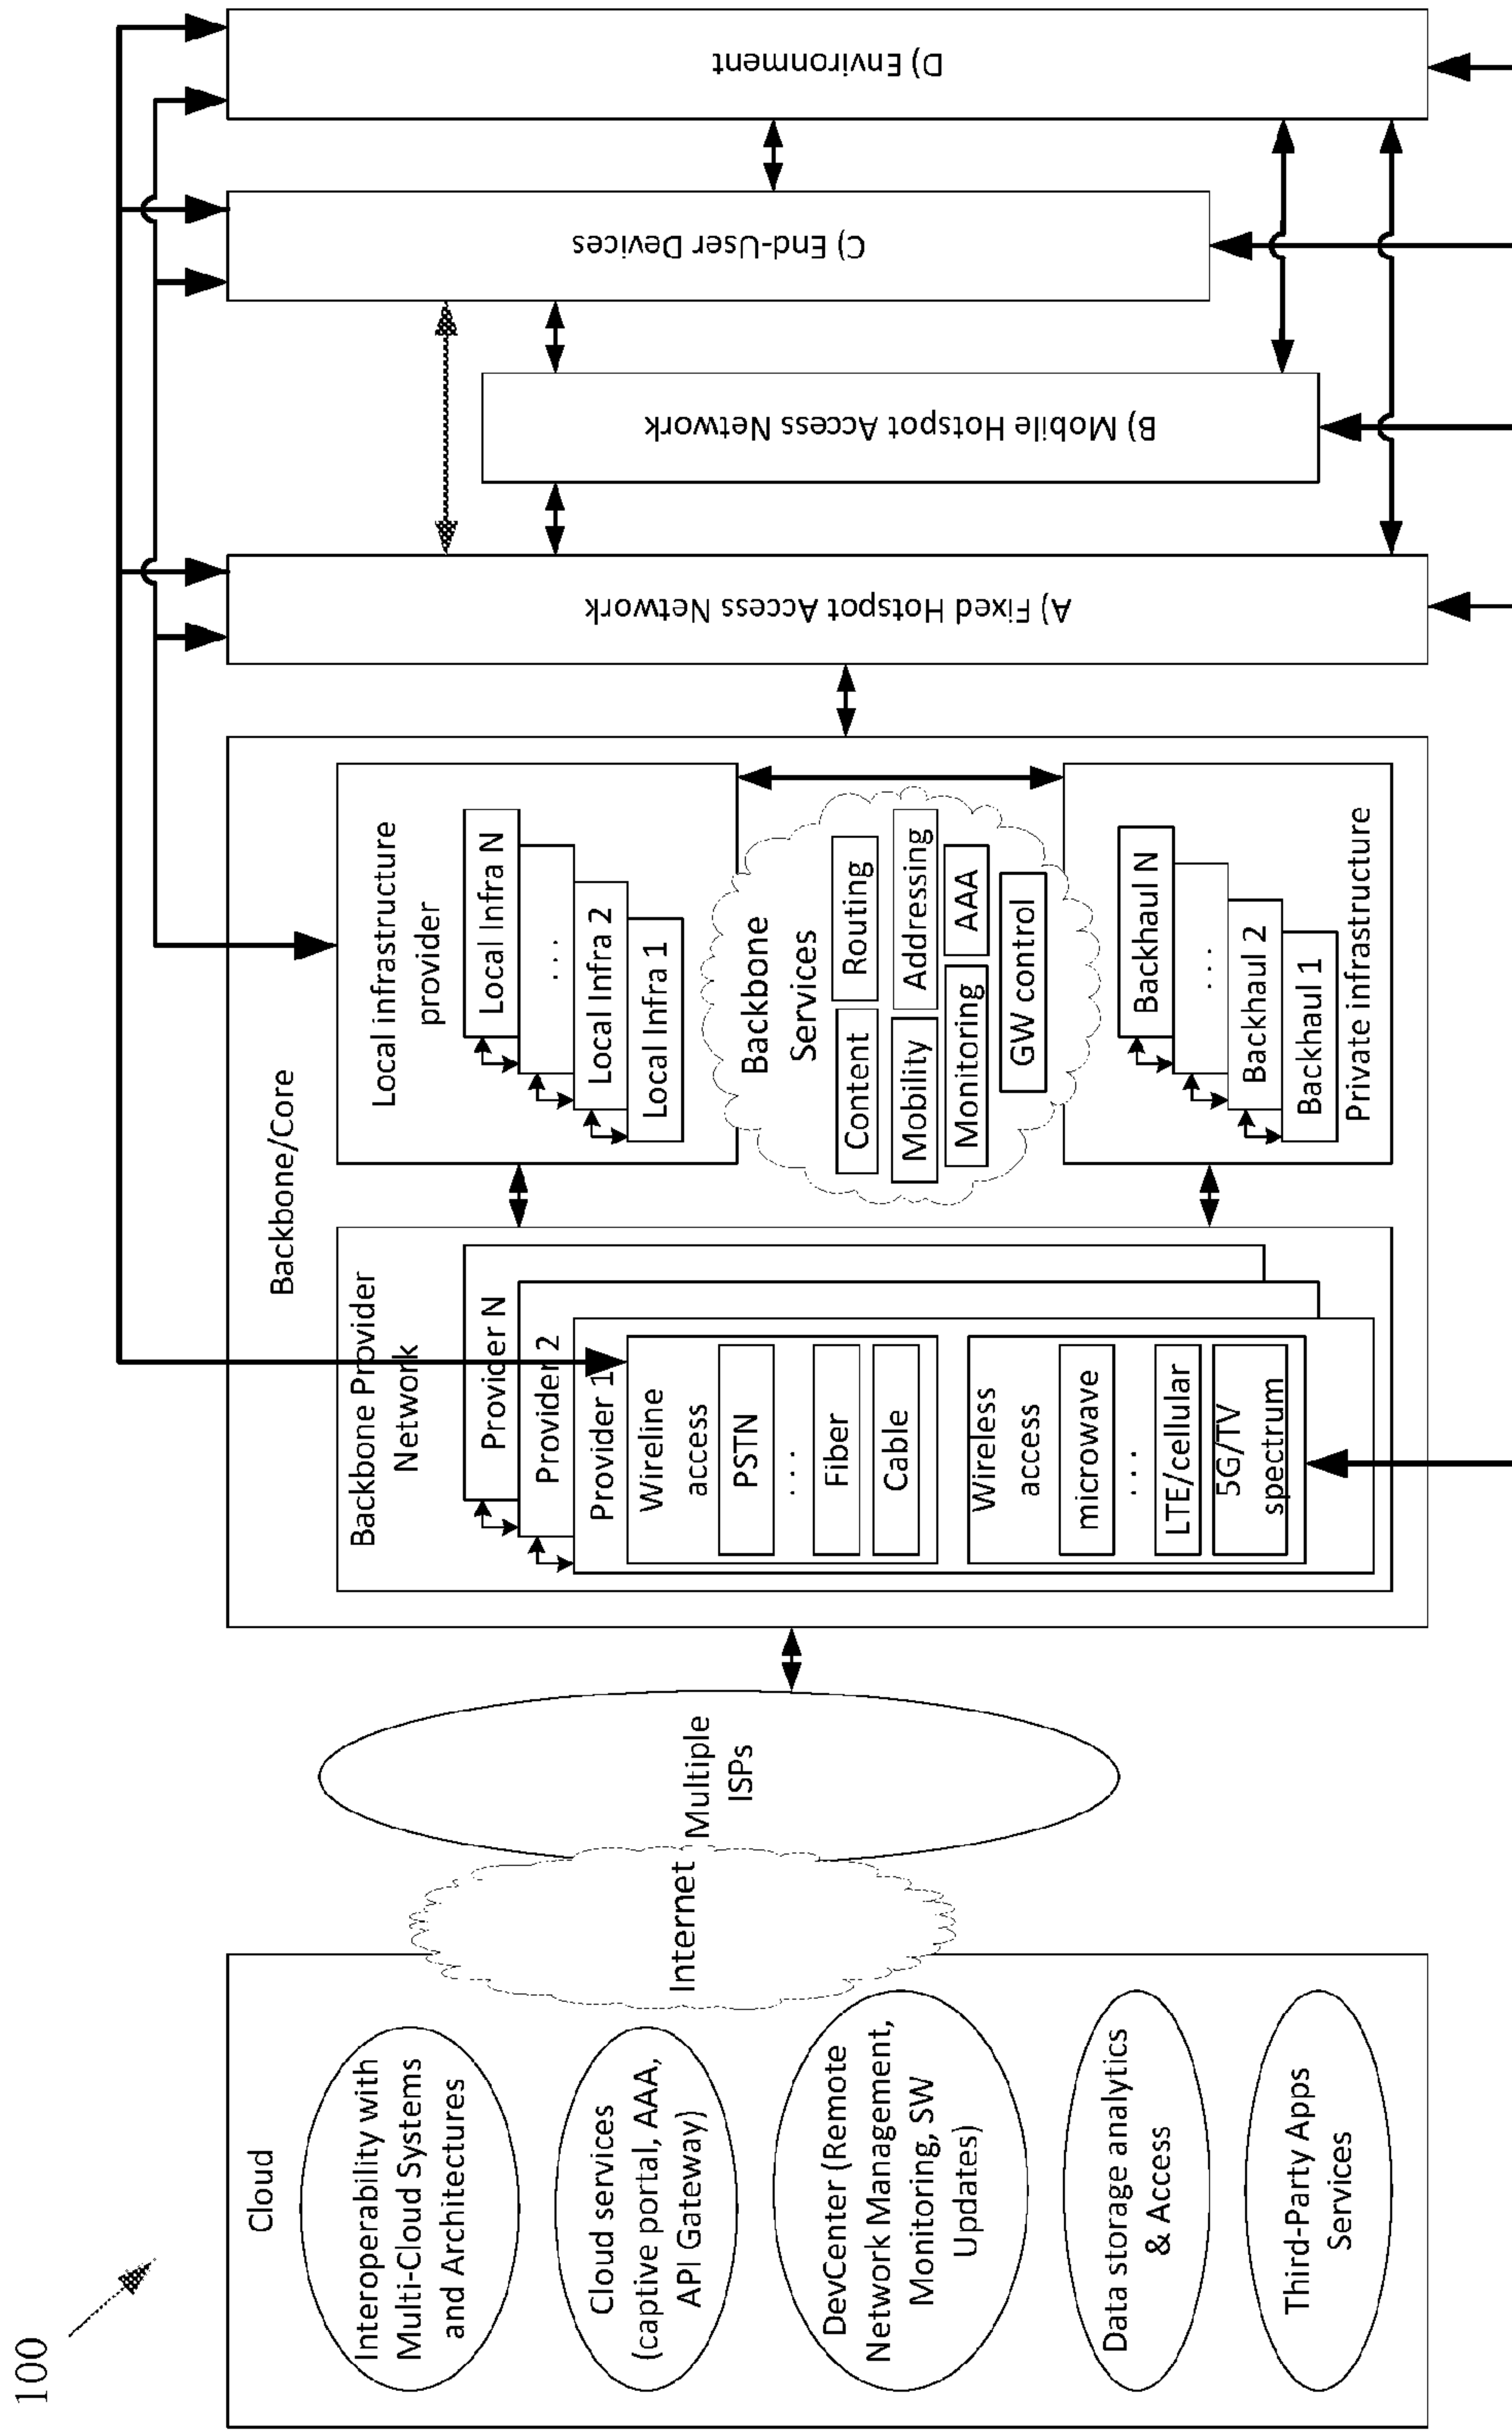 100
Cloud
Interoperability with
Multi-Cloud Systems
and Architectures
Cloud services
(captive portal, AAA,
API Gateway)
DevCenter (Remote
Network Management,
Monitoring, SW
Updates)
Data storage analytics
& Access
Third-Party Apps
Services
Internet
Multiple
ISPs
Backbone/Core
Backbone Provider
Network
Provider N
Provider 2
Provider 1
Wireline
access
PSTN
...
Fiber
Cable
Wireless
access
microwave
...
LTE/cellular
5G/TV
spectrum
Local infrastructure
provider
Local Infra N
...
Local Infra 2
Local Infra 1
Backbone
Services
Content
Routing
Mobility
Addressing
Monitoring
AAA
GW control
Backhaul N
...
Backhaul 2
Backhaul 1
Private infrastructure
A) Fixed Hotspot Access Network
B) Mobile Hotspot Access Network
C) End-User Devices
D) Environment